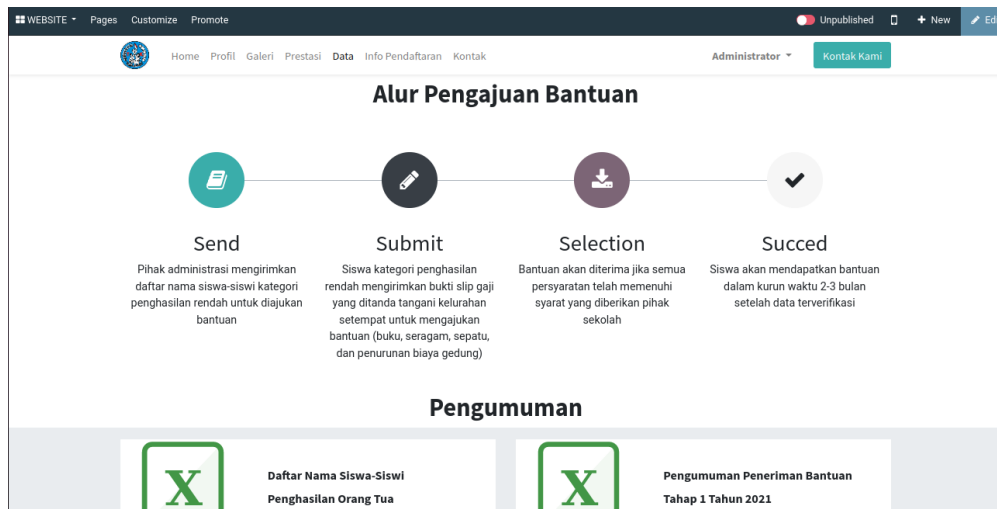 WEBSITE Pages Customize Promote Unpublished + New
Home Profil Galeri Prestasi Data Info Pendaftaran Kontak Administrator Kontak Kami
Alur Pengajuan Bantuan
Send
Pihak administrasi mengirimkan
daftar nama siswa-siswi kategori
penghasilan rendah untuk diajukan
bantuan
Submit
Siswa kategori penghasilan
rendah mengirimkan bukti slip gaji
yang ditanda tangani kelurahan
setempat untuk mengajukan
bantuan (buku, seragam, sepatu,
dan penurunan biaya gedung)
Selection
Bantuan akan diterima jika semua
persyaratan telah memenuhi
syarat yang diberikan pihak
sekolah
Succed
Siswa akan mendapatkan bantuan
dalam kurun waktu 2-3 bulan
setelah data terverifikasi
Pengumuman
X
Daftar Nama Siswa-Siswi
Penghasilan Orang Tua
X
Pengumuman Peneriman Bantuan
Tahap 1 Tahun 2021